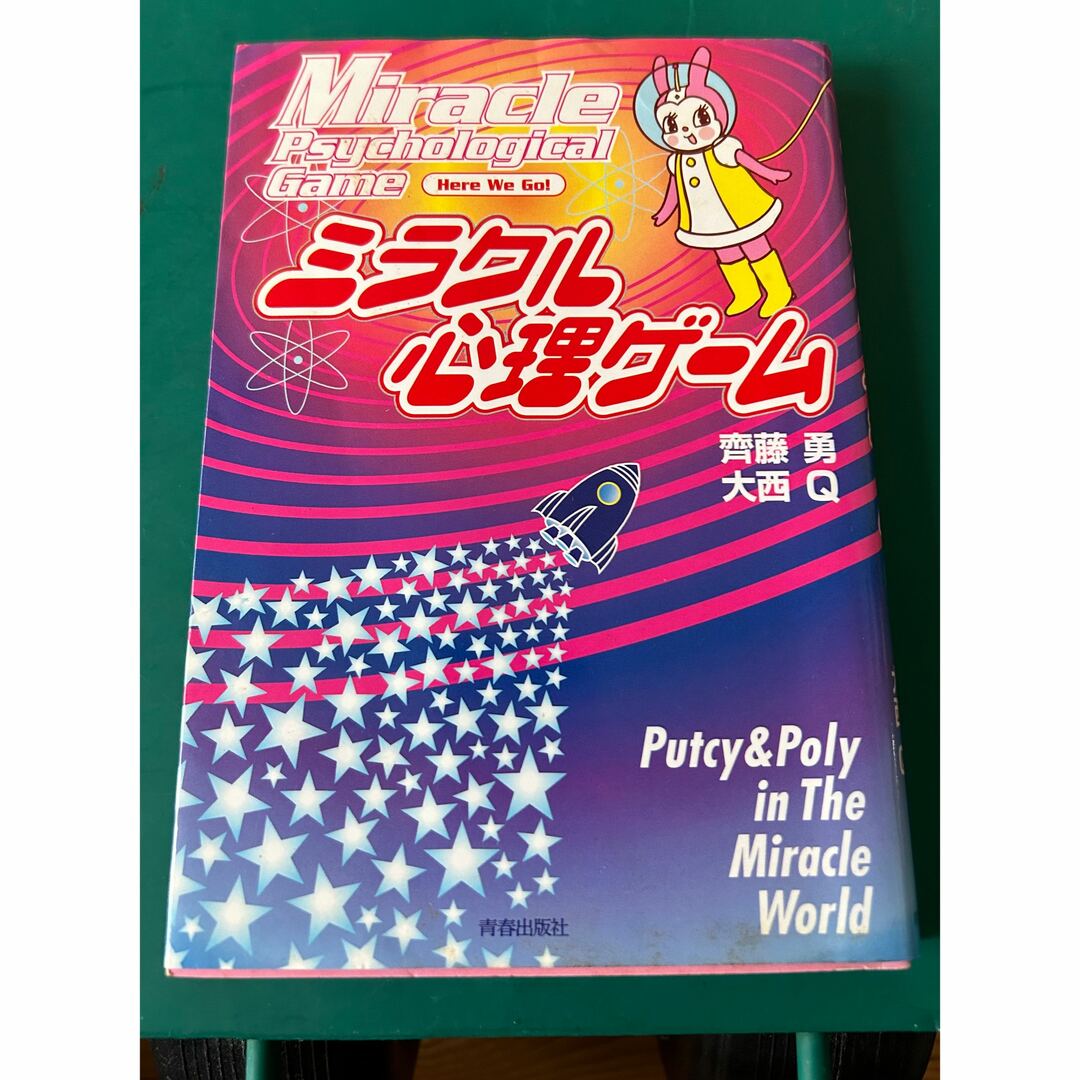 Miracle
Psychological
Game
Here We Go!
ミラクル
心理ゲーム
齊藤 勇
大西 Q
Putcy&Poly
in The
Miracle
World
青春出版社